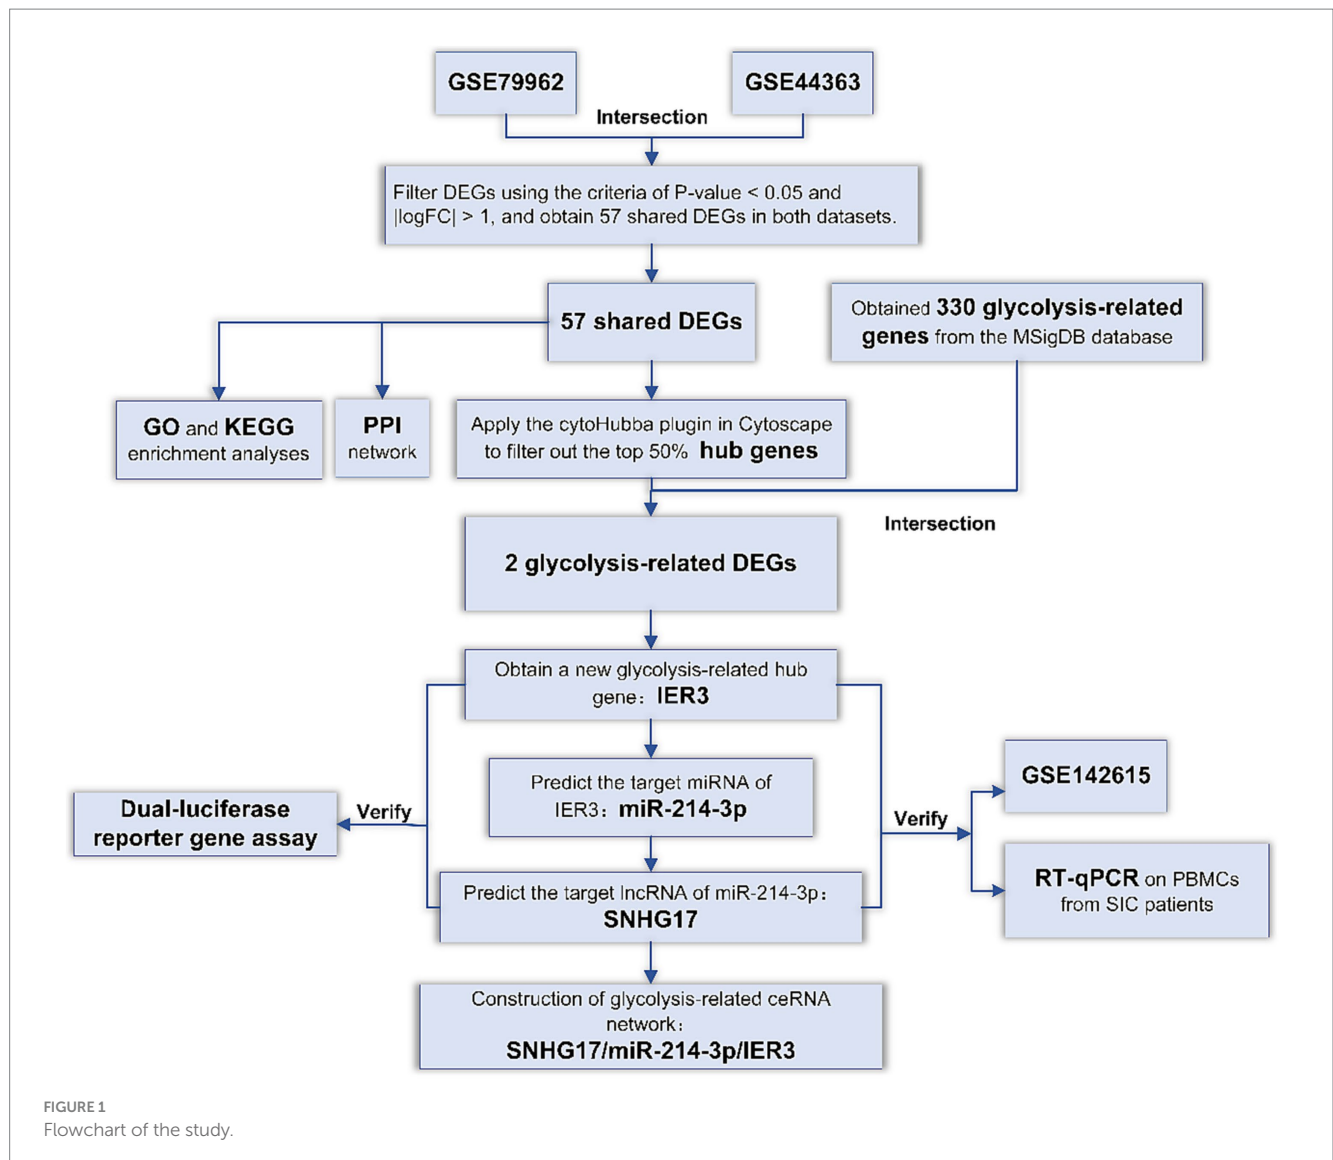 GSE79962
GSE44363
Intersection
Filter DEGs using the criteria of P-value < 0.05 and
|logFC| > 1, and obtain 57 shared DEGs in both datasets.
57 shared DEGs
Obtained 330 glycolysis-related
genes from the MSigDB database
GO and KEGG
enrichment analyses
PPI
network
Apply the cytoHubba plugin in Cytoscape
to filter out the top 50% hub genes
Intersection
2 glycolysis-related DEGs
Obtain a new glycolysis-related hub
gene: IER3
Predict the target miRNA of
IER3: miR-214-3p
GSE142615
Dual-luciferase
reporter gene assay
Verify
Verify
Predict the target lncRNA of miR-214-3p:
SNHG17
RT-qPCR on PBMCs
from SIC patients
Construction of glycolysis-related ceRNA
network:
SNHG17/miR-214-3p/IER3
FIGURE 1
Flowchart of the study.